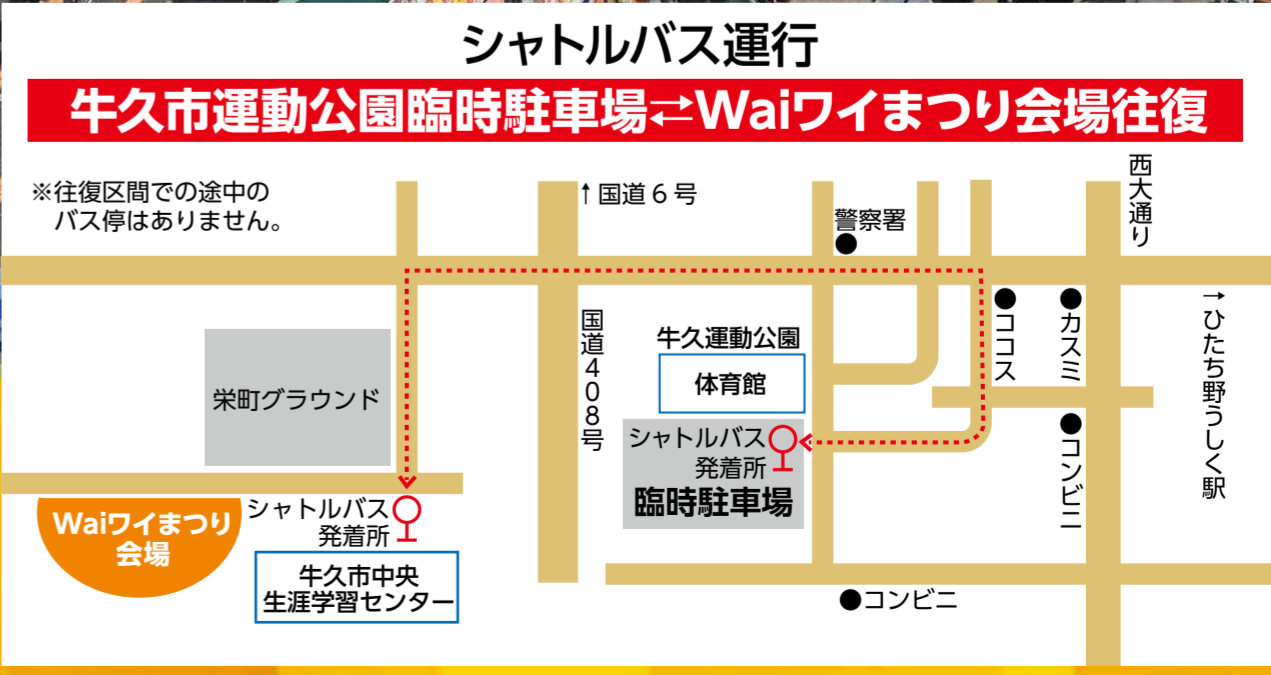 シャトルバス運行
牛久市運動公園臨時駐車場⇄Waiワイまつり会場往復
※往復区間での途中の
バス停はありません。
↑国道6号
警察署
西大通り
国道408号
牛久運動公園
体育館
ココス
カスミ
→ひたち野うしく駅
栄町グラウンド
シャトルバス
発着所
臨時駐車場
コンビニ
Waiワイまつり
会場
シャトルバス
発着所
牛久市中央
生涯学習センター
コンビニ